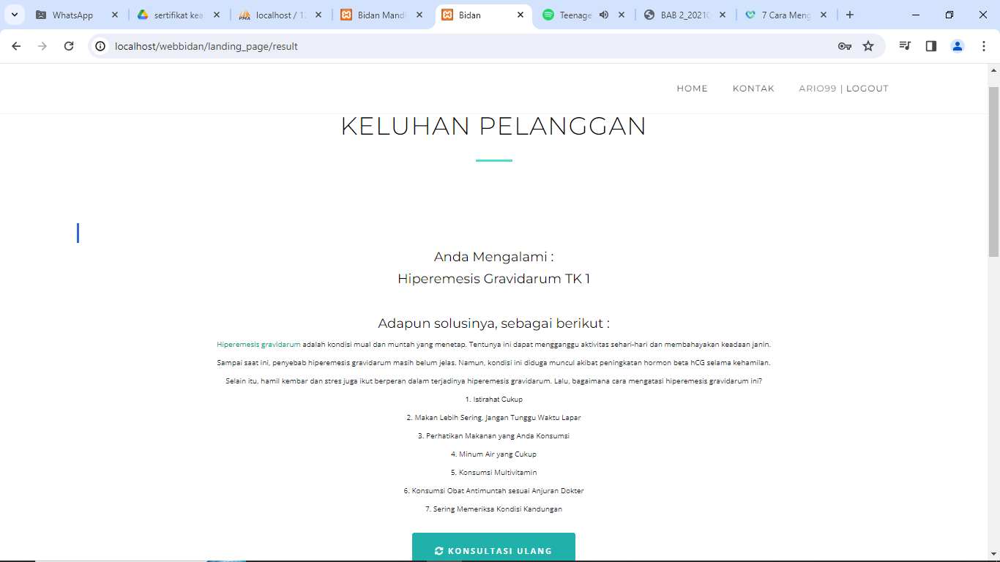 WhatsApp
sertifikat kea
localhost / 12
Bidan Mandi
Bidan
Teenage
BAB 2_20210
7 Cara Meng
localhost/webbidan/landing_page/result
HOME
KONTAK
ARIO99 | LOGOUT
KELUHAN PELANGGAN
Anda Mengalami :
Hiperemesis Gravidarum TK 1
Adapun solusinya, sebagai berikut :
Hiperemesis gravidarum adalah kondisi mual dan muntah yang menetap. Tentunya ini dapat mengganggu aktivitas sehari-hari dan membahayakan keadaan janin.
Sampai saat ini, penyebab hiperemesis gravidarum masih belum jelas. Namun, kondisi ini diduga muncul akibat peningkatan hormon beta hCG selama kehamilan.
Selain itu, hamil kembar dan stres juga ikut berperan dalam terjadinya hiperemesis gravidarum. Lalu, bagaimana cara mengatasi hiperemesis gravidarum ini?
1. Istirahat Cukup
2. Makan Lebih Sering, Jangan Tunggu Waktu Lapar
3. Perhatikan Makanan yang Anda Konsumsi
4. Minum Air yang Cukup
5. Konsumsi Multivitamin
6. Konsumsi Obat Antimuntah sesuai Anjuran Dokter
7. Sering Memeriksa Kondisi Kandungan
KONSULTASI ULANG